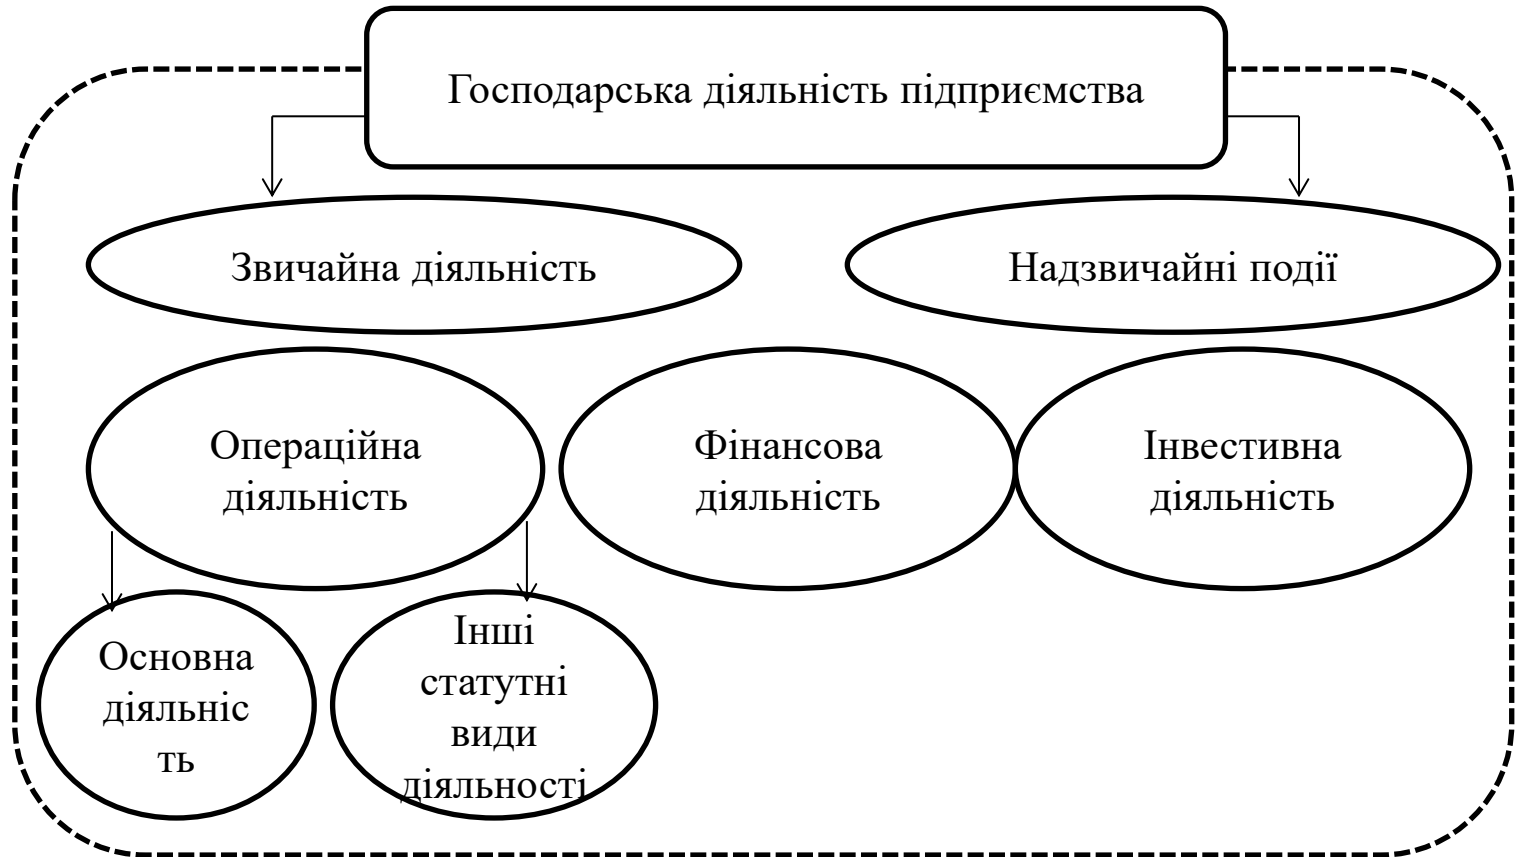 Господарська діяльність підприємства
Звичайна діяльність
Надзвичайні події
Операційна
діяльність
Фінансова
діяльність
Інвестивна
діяльність
Основна
діяльніс
ть
Інші
статутні
види
діяльності